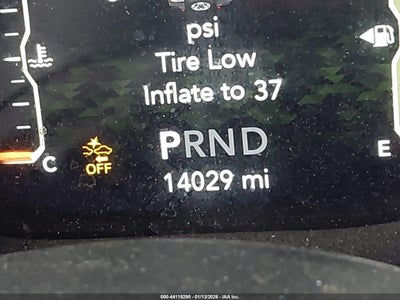 psi
Tire Low
Inflate to 37
PRND
C
OFF
E
14029 mi
000-44118290 - 01/13/2026 - IAA Inc.